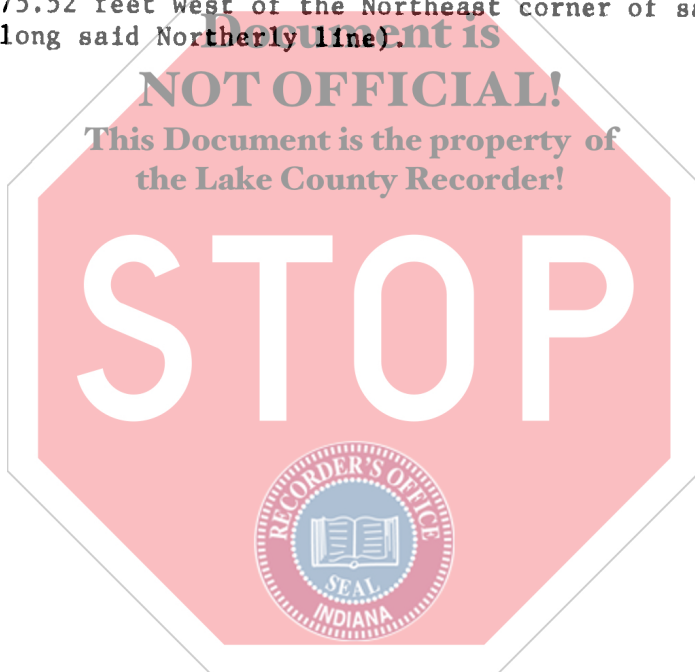 75.52 feet West of the Northeast corner of sa
long said Northerly line).
Document is
NOT OFFICIAL!
This Document is the property of
the Lake County Recorder!
STOP
RECORDER'S OFFICE
SEAL
INDIANA